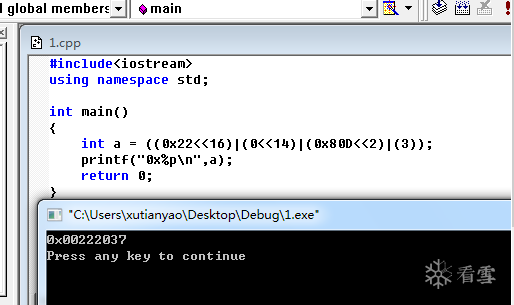 l global members
main
1.cpp
#include<iostream>
using namespace std;
int main()
{
int a = ((0x22<<16)|(0<<14)|(0x80D<<2)|(3));
printf("0x%p\n",a);
return 0;
}
"C:\Users\xutianyao\Desktop\Debug\1.exe"
0x00222037
Press any key to continue
看雪